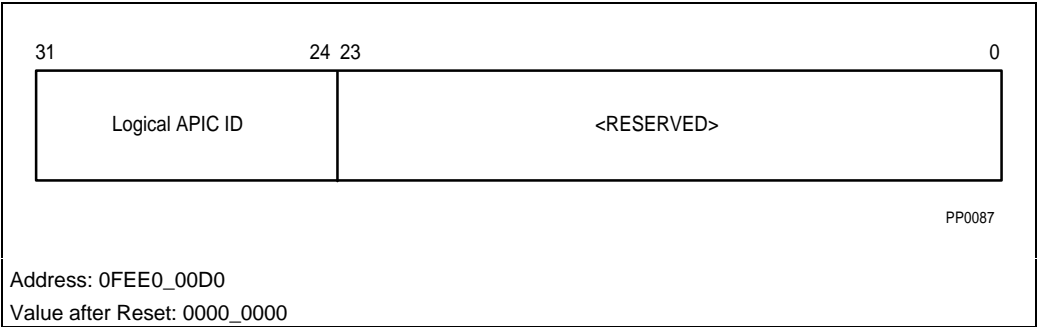 31 24 23 0
Logical APIC ID <RESERVED>
PP0087
Address: 0FEE0_00D0
Value after Reset: 0000_0000